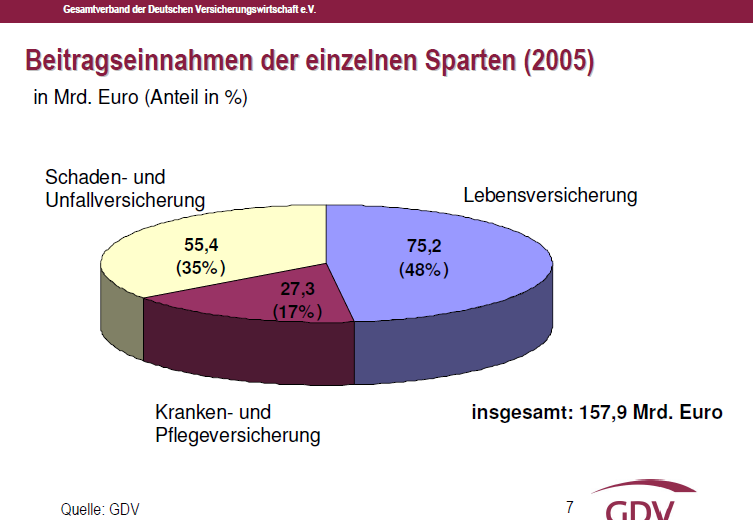 Gesamtverband der Deutschen Versicherungswirtschaft e.V.
Beitragseinnahmen der einzelnen Sparten (2005)
in Mrd. Euro (Anteil in %)
Schaden- und
Unfallversicherung
Lebensversicherung
55,4
(35%)
75,2
(48%)
27,3
(17%)
Kranken- und
Pflegeversicherung
insgesamt: 157,9 Mrd. Euro
Quelle: GDV
7
GDV